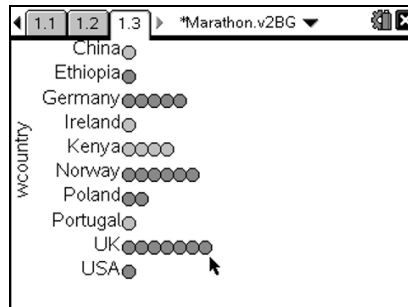 1.1 1.2 1.3 *Marathon.v2BG
China
Ethiopia
Germany
Ireland
Kenya
Norway
Poland
Portugal
UK
USA
wcountry